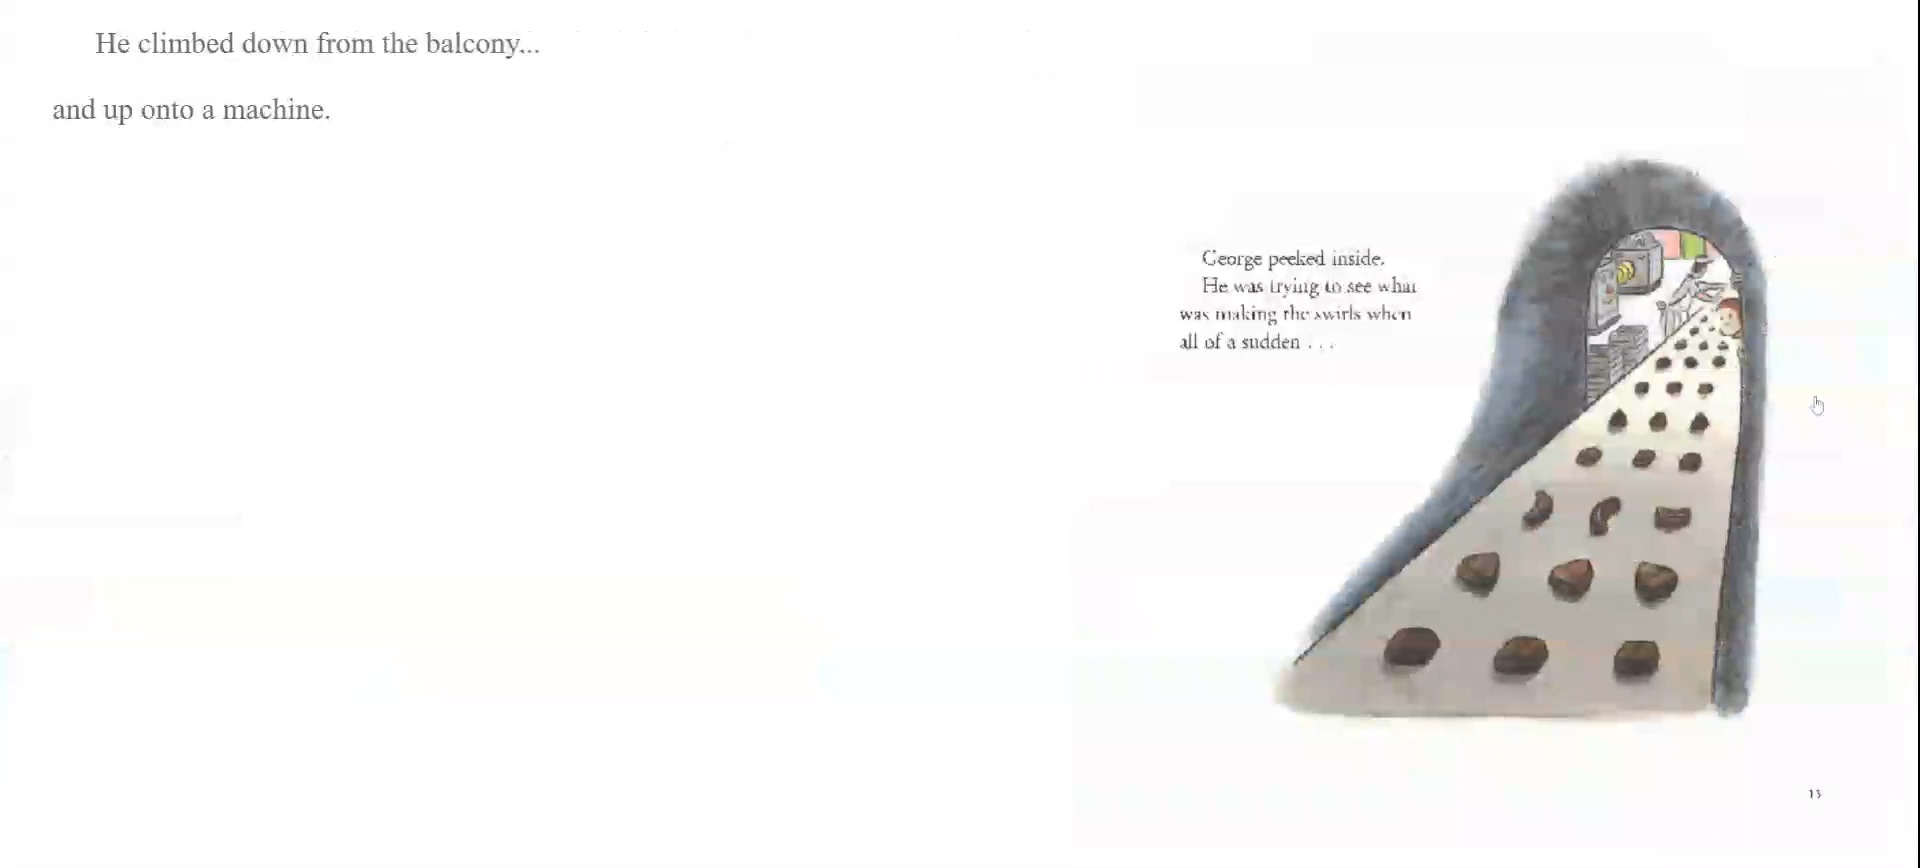 He climbed down from the balcony...
and up onto a machine.
George peeked inside.
He was trying to see what
was making the swirls when
all of a sudden . . .
13